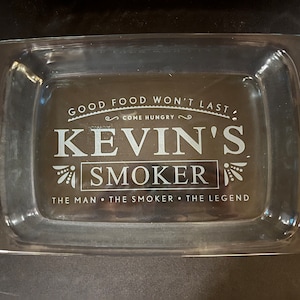 GOOD FOOD WON'T LAST
COME HUNGRY
KEVIN'S
SMOKER
THE MAN • THE SMOKER • THE LEGEND